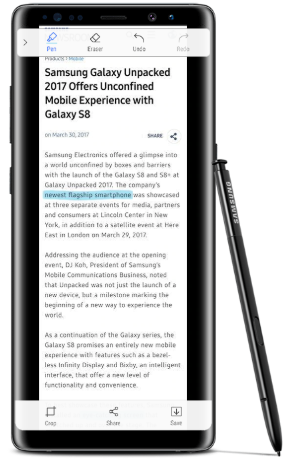 Pen Eraser Undo Redo
Products > Mobile
Samsung Galaxy Unpacked
2017 Offers Unconfined
Mobile Experience with
Galaxy S8
on March 30, 2017 SHARE
Samsung Electronics offered a glimpse into
a world unconfined by boxes and barriers
with the launch of the Galaxy S8 and S8+ at
Galaxy Unpacked 2017. The company's
newest flagship smartphone was showcased
at three separate events for media, partners
and consumers at Lincoln Center in New
York, in addition to a satellite event at Here
East in London on March 29, 2017.
Addressing the audience at the opening
event, DJ Koh, President of Samsung's
Mobile Communications Business, noted
that Unpacked was not just the launch of a
new device, but a milestone marking the
beginning of a new way to experience the
world.
As a continuation of the Galaxy series, the
Galaxy S8 promises an entirely new mobile
experience with features such as a bezel-
less Infinity Display and Bixby, an intelligent
interface, that offer a new level of
functionality and convenience.
Crop Share Save
SAMSUNG